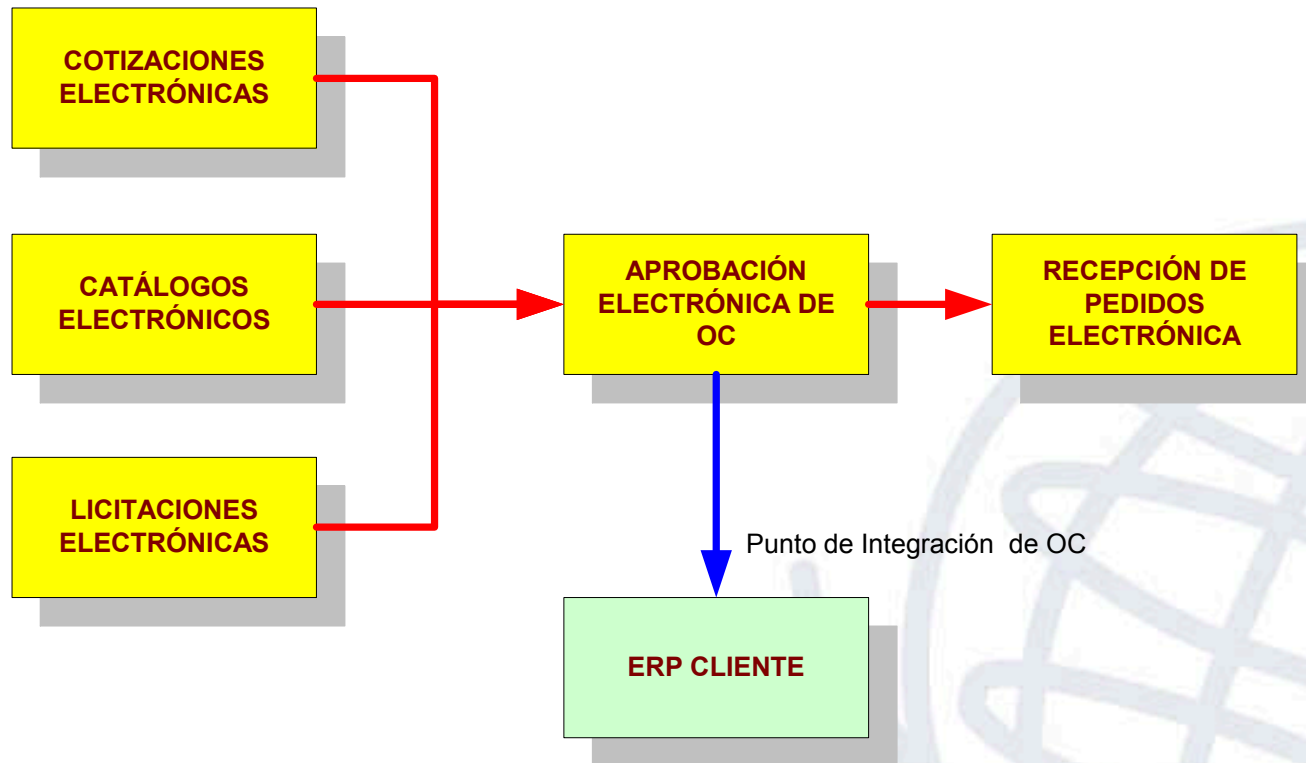 COTIZACIONES
ELECTRÓNICAS
CATÁLOGOS
ELECTRÓNICOS
LICITACIONES
ELECTRÓNICAS
APROBACIÓN
ELECTRÓNICA DE
OC
RECEPCIÓN DE
PEDIDOS
ELECTRÓNICA
Punto de Integración de OC
ERP CLIENTE